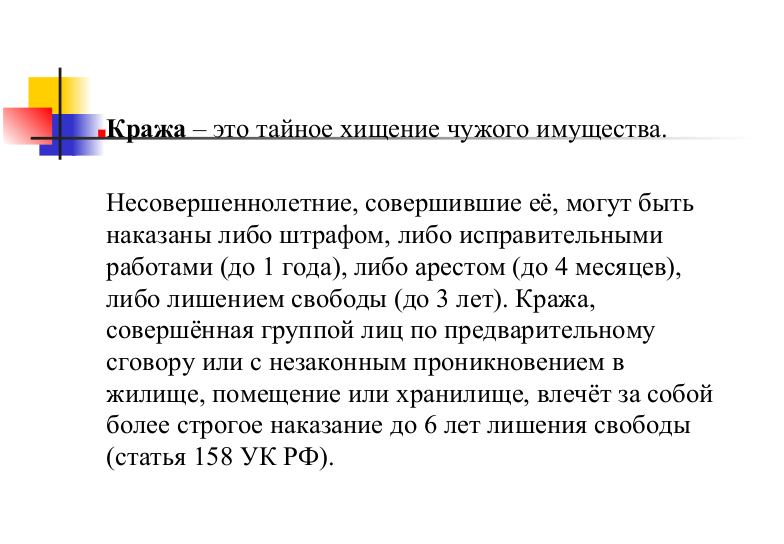 Кража – это тайное хищение чужого имущества.
Несовершеннолетние, совершившие её, могут быть
наказаны либо штрафом, либо исправительными
работами (до 1 года), либо арестом (до 4 месяцев),
либо лишением свободы (до 3 лет). Кража,
совершённая группой лиц по предварительному
сговору или с незаконным проникновением в
жилище, помещение или хранилище, влечёт за собой
более строгое наказание до 6 лет лишения свободы
(статья 158 УК РФ).